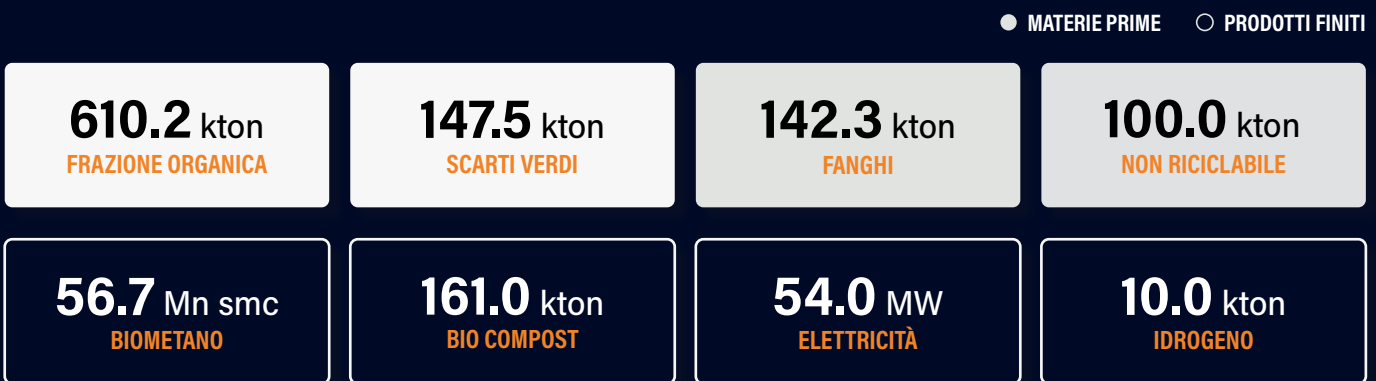 MATERIE PRIME PRODOTTI FINITI
610.2 kton
FRAZIONE ORGANICA
147.5 kton
SCARTI VERDI
142.3 kton
FANGHI
100.0 kton
NON RICICLABILE
56.7 Mn smc
BIOMETANO
161.0 kton
BIO COMPOST
54.0 MW
ELETTRICITÀ
10.0 kton
IDROGENO